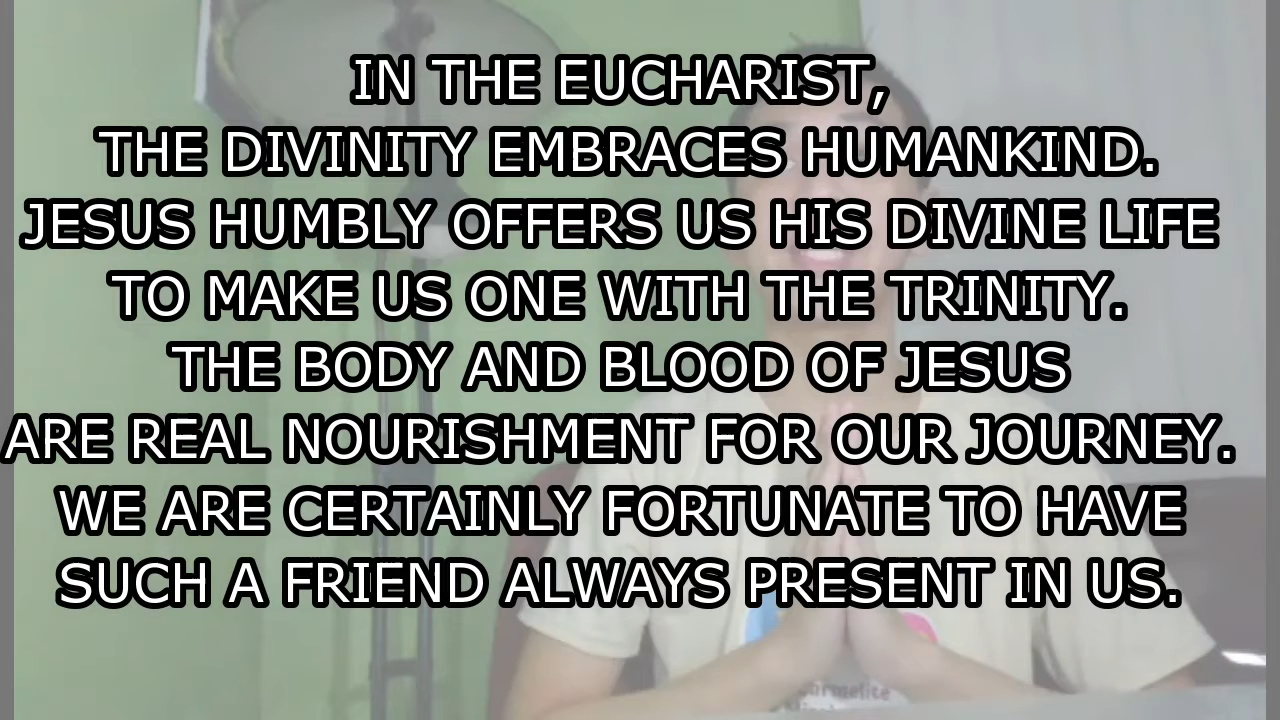 IN THE EUCHARIST,
THE DIVINITY EMBRACES HUMANKIND.
JESUS HUMBLY OFFERS US HIS DIVINE LIFE
TO MAKE US ONE WITH THE TRINITY.
THE BODY AND BLOOD OF JESUS
ARE REAL NOURISHMENT FOR OUR JOURNEY.
WE ARE CERTAINLY FORTUNATE TO HAVE
SUCH A FRIEND ALWAYS PRESENT IN US.